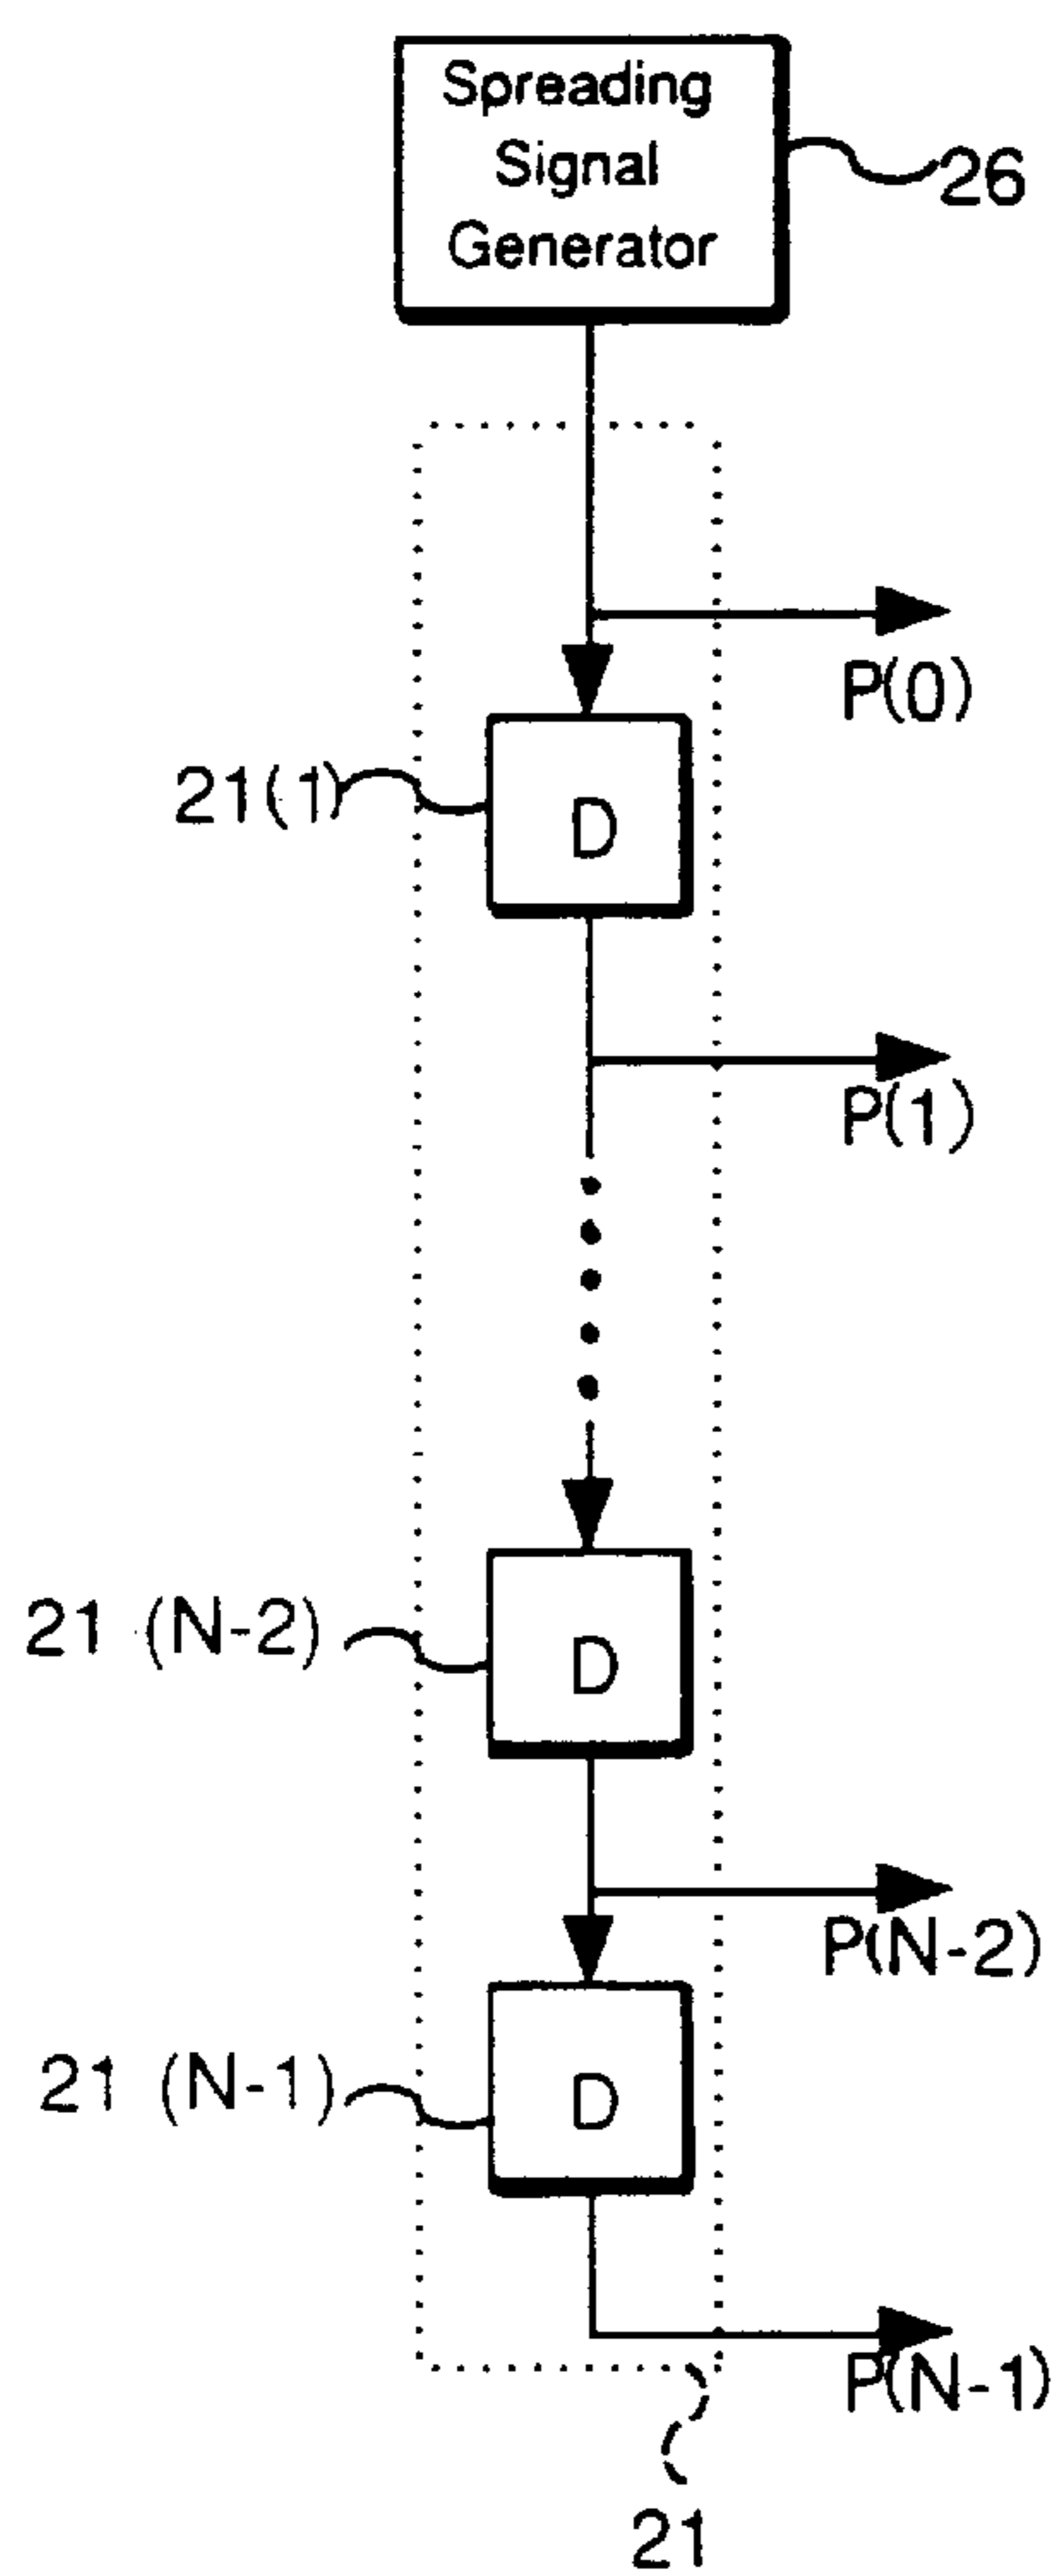 Spreading
Signal
Generator
26
P(0)
21(1)
D
P(1)
21 (N-2)
D
P(N-2)
21 (N-1)
D
P(N-1)
21